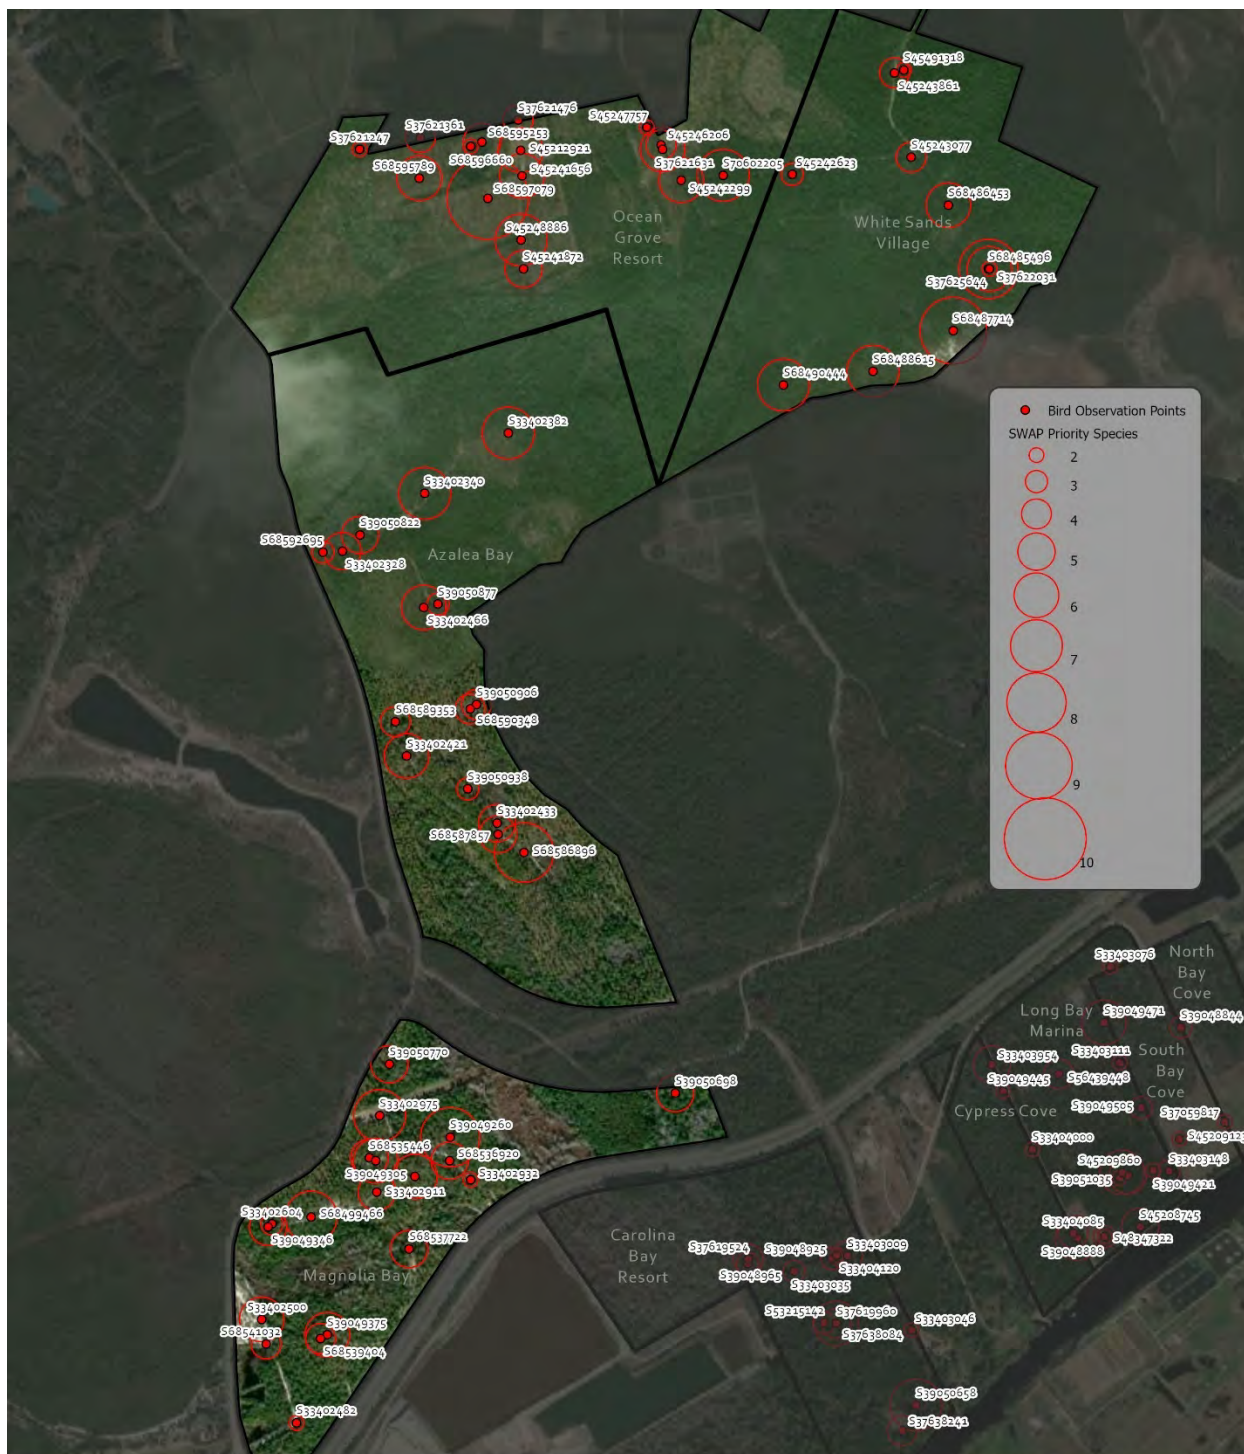 S45491318
S45243861
S37621476
S45247757
S37621361
S37621247
S68595253
S45212921
S45246206
S68596660
S37621631
S70602205
S45242623
S45243077
S68595789
S45241656
S45242293
S68597079
S68486453
Ocean
Grove
Resort
White Sands
Village
S45248886
S45241872
S68485496
S37625644
S37622031
S68487714
S68488615
S68490444
Bird Observation Points
SWAP Priority Species
2
3
4
5
6
7
8
9
10
S33402382
S33402340
S39050822
S68592695
S33402328
Azalea Bay
S39050877
S33402466
S39050906
S68589353
S68590348
S33402421
S39050938
S33402433
S68587857
S68586896
S33403076
North
Bay
Cove
Long Bay
Marina
S39049471
S39048844
S33403954
S33403111
South
Bay
Cove
S39049445
S56439448
Cypress Cove
S39049505
S37059817
S45209123
S33404000
S45209860
S33403148
S39051035
S39049421
S33404085
S45208745
S48347322
S39048888
S39050770
S39050698
S33402975
S39049260
S68535446
S68536920
S39049305
S33402932
S33402911
S33402604
S68499466
S39049346
S68537722
Magnolia Bay
S33402500
S68541032
S39049375
S68539404
S33402482
Carolina
Bay
Resort
S37619524
S39048925
S33403009
S39048965
S33404120
S33403035
S53215142
S37619960
S33403046
S37638084
S39050658
S37638241